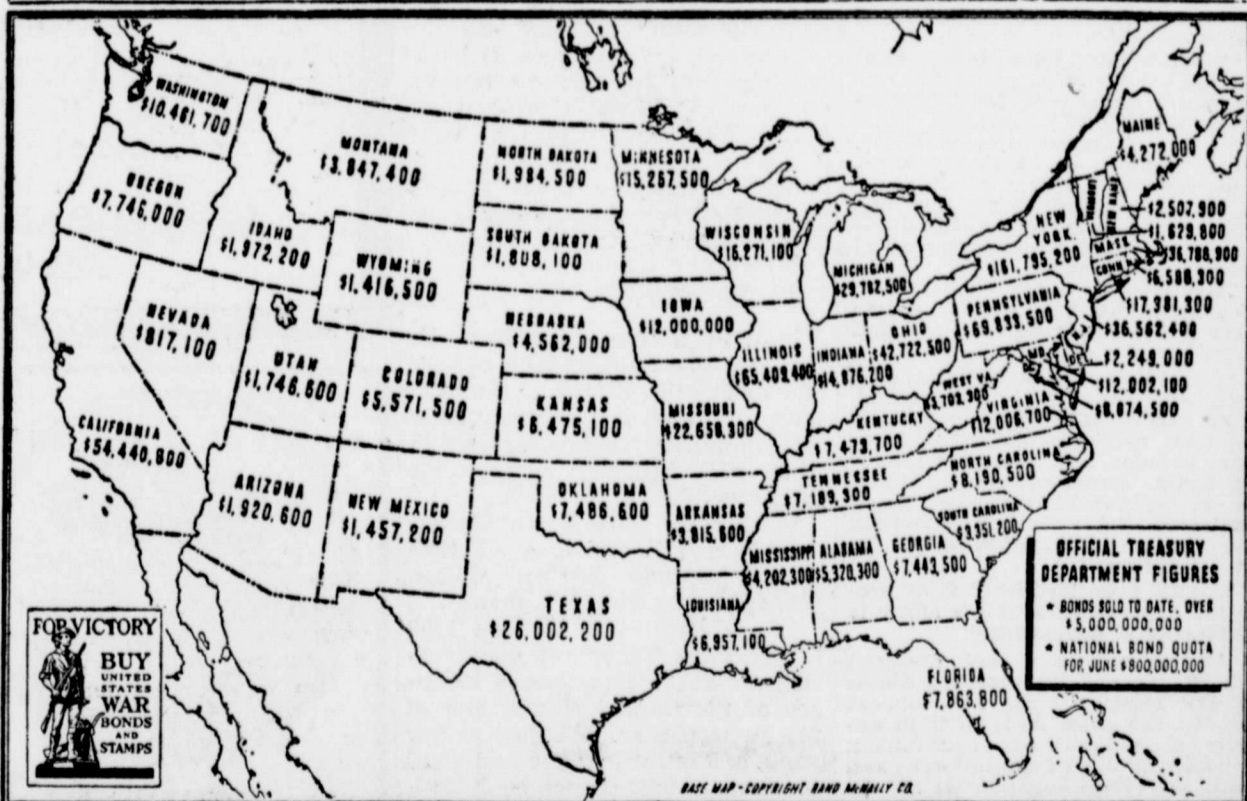 WASHINGTON
$10,461,700
OREGON
$7,746,000
IDAHO
$1,972,200
MONTANA
$3,847,400
WYOMING
$1,416,500
NEVADA
$817,100
UTAH
$1,746,600
COLORADO
$5,571,500
CALIFORNIA
$54,440,800
ARIZONA
$1,920,600
NEW MEXICO
$1,457,200
NORTH DAKOTA
$1,984,500
SOUTH DAKOTA
$1,808,100
NEBRASKA
$4,562,000
KANSAS
$6,475,100
OKLAHOMA
$7,486,600
TEXAS
$26,002,200
MINNESOTA
$15,267,500
IOWA
$12,000,000
MISSOURI
$22,658,300
ARKANSAS
$3,815,600
LOUISIANA
$6,957,100
WISCONSIN
$16,271,100
ILLINOIS
$65,409,400
MICHIGAN
$29,782,500
INDIANA
$14,876,200
OHIO
$42,722,500
KENTUCKY
$7,473,700
TENNESSEE
$7,189,300
MISSISSIPPI
$4,202,300
ALABAMA
$5,320,300
GEORGIA
$7,443,500
FLORIDA
$7,863,800
SOUTH CAROLINA
$3,351,200
NORTH CAROLINA
$8,190,500
VIRGINIA
$12,006,700
WEST VA.
$3,702,300
PENNSYLVANIA
$69,833,500
NEW
YORK.
$161,795,200
MAINE
$4,272,000
VERMONT
NEW HAMP.
MASS.
CONN.
N.J.
MD.
DE.
DC
$2,502,900
$1,629,800
$36,788,900
$6,588,300
$17,381,300
$36,562,400
$2,249,000
$12,002,100
$8,874,500
OFFICIAL TREASURY
DEPARTMENT FIGURES
★ BONDS SOLD TO DATE, OVER
$5,000,000,000
★ NATIONAL BOND QUOTA
FOR JUNE $800,000,000
FOR VICTORY
BUY
UNITED
STATES
WAR
BONDS
AND
STAMPS
BASE MAP - COPYRIGHT RAND McNALLY CO.